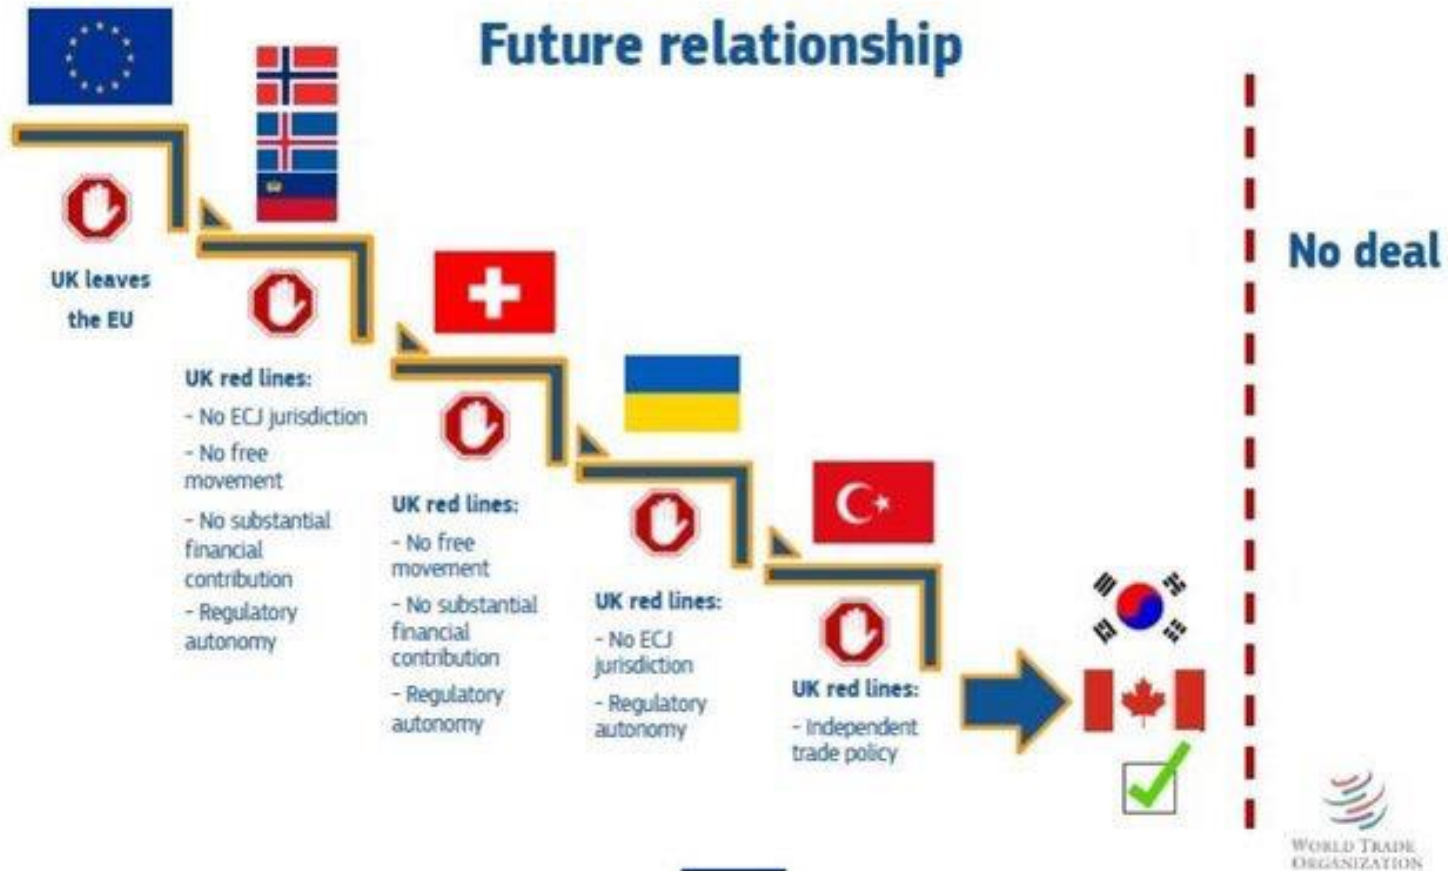 Future relationship
UK leaves
the EU
UK red lines:
- No ECJ jurisdiction
- No free
movement
- No substantial
financial
contribution
- Regulatory
autonomy
UK red lines:
- No free
movement
- No substantial
financial
contribution
- Regulatory
autonomy
UK red lines:
- No ECJ
jurisdiction
- Regulatory
autonomy
UK red lines:
- Independent
trade policy
No deal
WORLD TRADE
ORGANIZATION